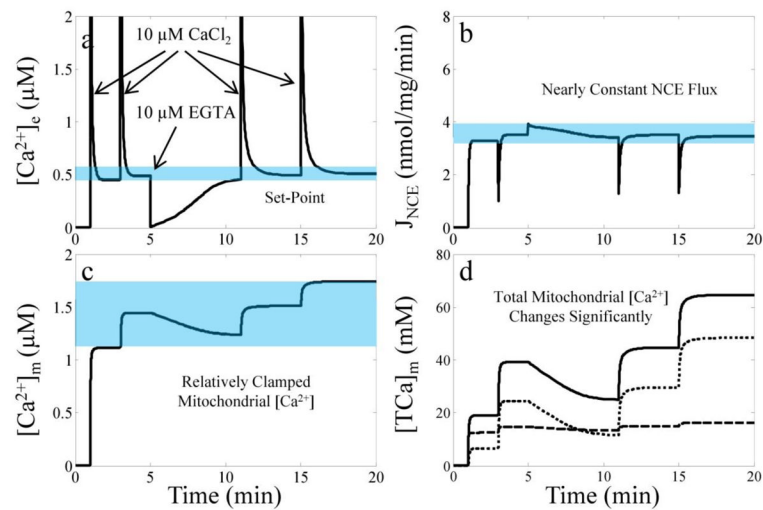 a
10 µM CaCl2
10 µM EGTA
Set-Point
[Ca2+]e (µM)
2
1.5
1
0.5
0
0 5 10 15 20
b
Nearly Constant NCE Flux
JNCE (nmol/mg/min)
8
6
4
2
0
0 5 10 15 20
c
Relatively Clamped
Mitochondrial [Ca2+]
[Ca2+]m (µM)
2
1.5
1
0.5
0
0 5 10 15 20
Time (min)
d
Total Mitochondrial [Ca2+]
Changes Significantly
[TCa]m (mM)
80
60
40
20
0
0 5 10 15 20
Time (min)